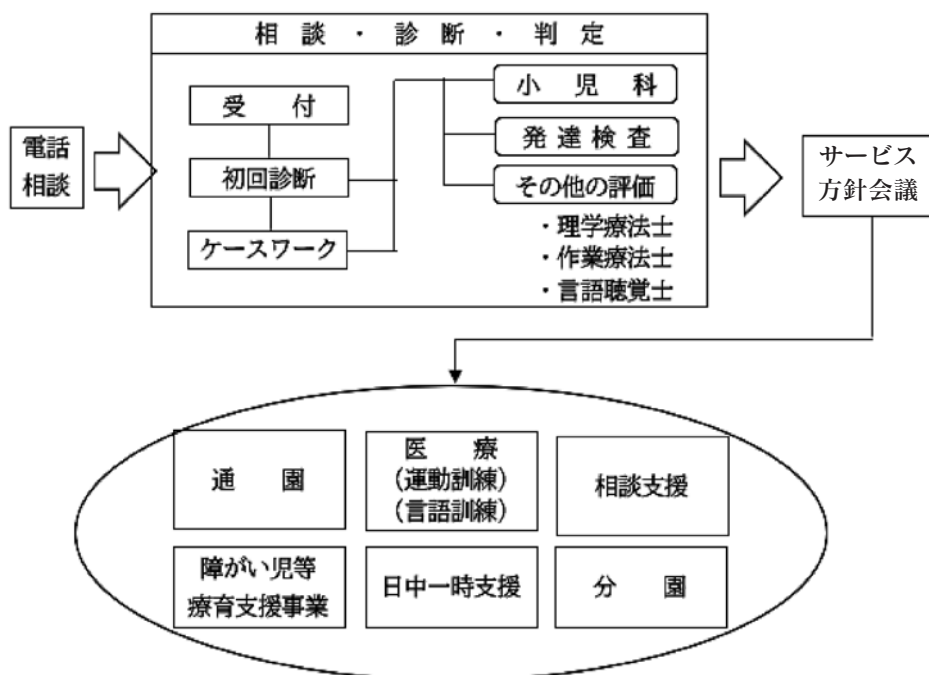 相談・診断・判定
電話
相談
受付
初回診断
ケースワーク
小児科
発達検査
その他の評価
・理学療法士
・作業療法士
・言語聴覚士
サービス
方針会議
通園
医療
(運動訓練)
(言語訓練)
相談支援
障がい児等
療育支援事業
日中一時支援
分園